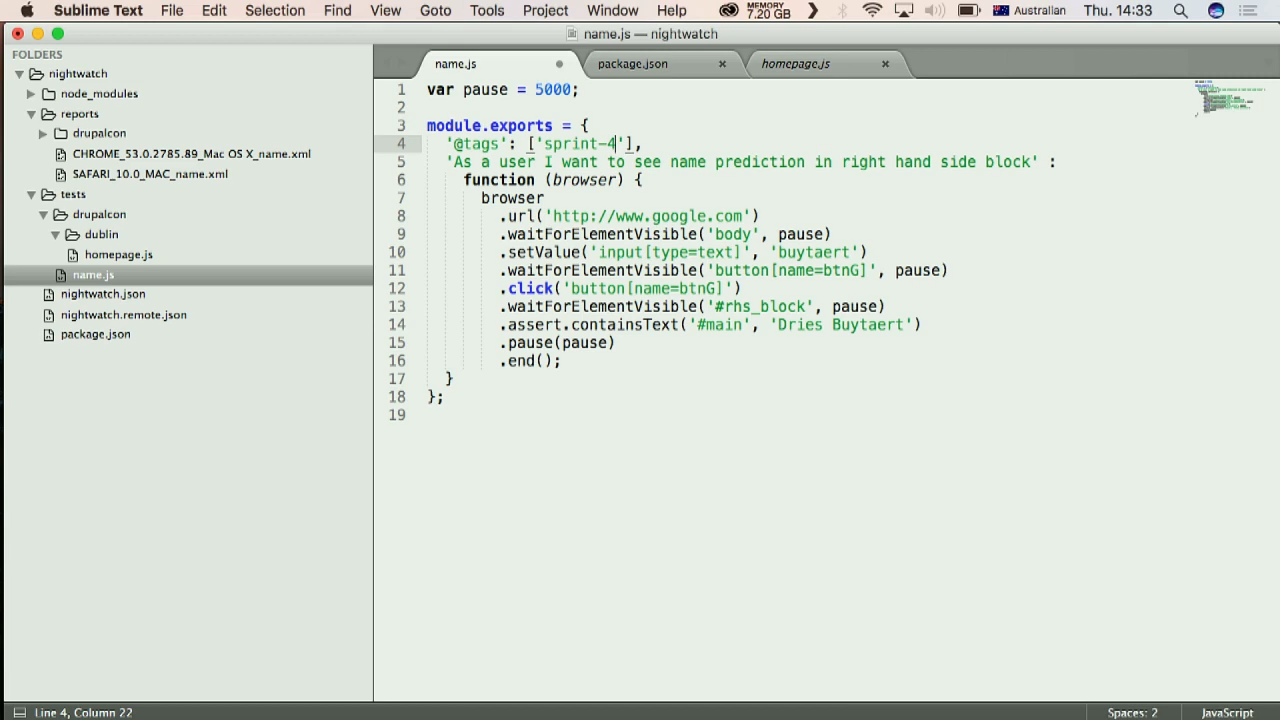 Sublime Text File Edit Selection Find View Goto Tools Project Window Help MEMORY 7.20 GB Australian Thu. 14:33
name.js — nightwatch
FOLDERS
nightwatch
node_modules
reports
drupalcon
CHROME_53.0.2785.89_Mac OS X_name.xml
SAFARI_10.0_MAC_name.xml
tests
drupalcon
dublin
homepage.js
name.js
nightwatch.json
nightwatch.remote.json
package.json
name.js package.json homepage.js
1 var pause = 5000;
2
3 module.exports = {
4 '@tags': ['sprint-4'],
5 'As a user I want to see name prediction in right hand side block' :
6 function (browser) {
7 browser
8 .url('http://www.google.com')
9 .waitForElementVisible('body', pause)
10 .setValue('input[type=text]', 'buytaert')
11 .waitForElementVisible('button[name=btnG]', pause)
12 .click('button[name=btnG]')
13 .waitForElementVisible('#rhs_block', pause)
14 .assert.containsText('#main', 'Dries Buytaert')
15 .pause(pause)
16 .end();
17 }
18 };
19
Line 4, Column 22 Spaces: 2 JavaScript